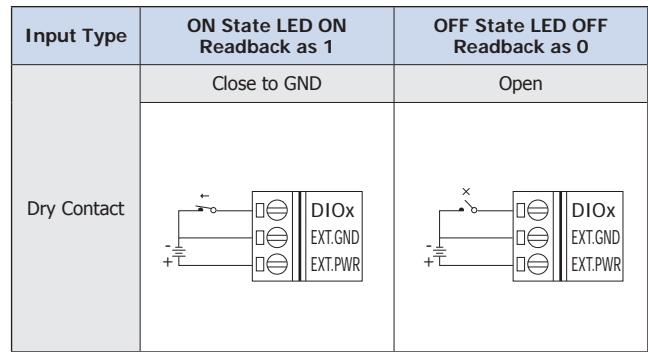 Input Type
ON State LED ON
Readback as 1
OFF State LED OFF
Readback as 0
Close to GND
Open
Dry Contact
DIOx
EXT.GND
EXT.PWR
-
+
DIOx
EXT.GND
EXT.PWR
-
+